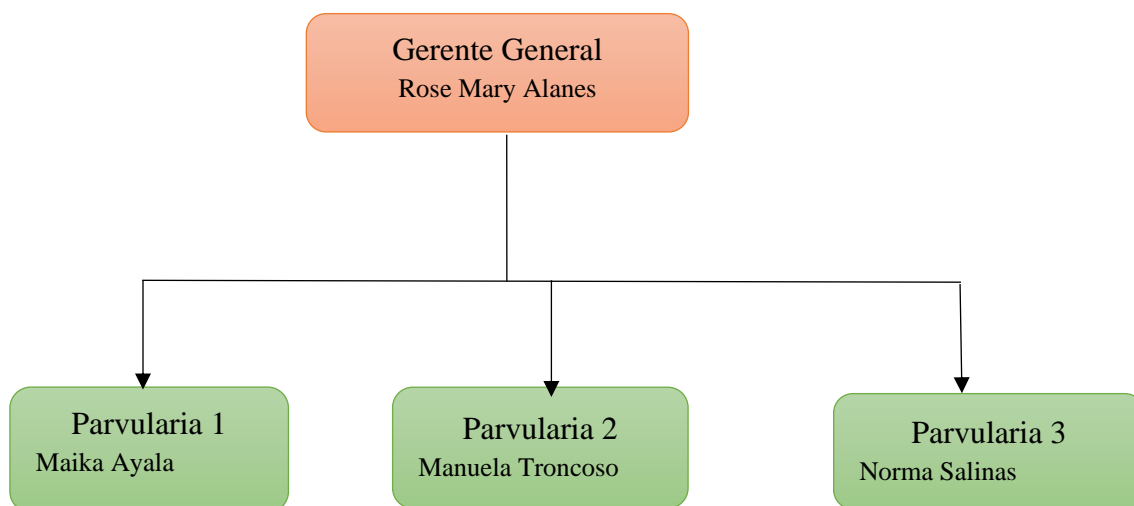 Gerente General
Rose Mary Alanes
Parvularia 1
Maika Ayala
Parvularia 2
Manuela Troncoso
Parvularia 3
Norma Salinas